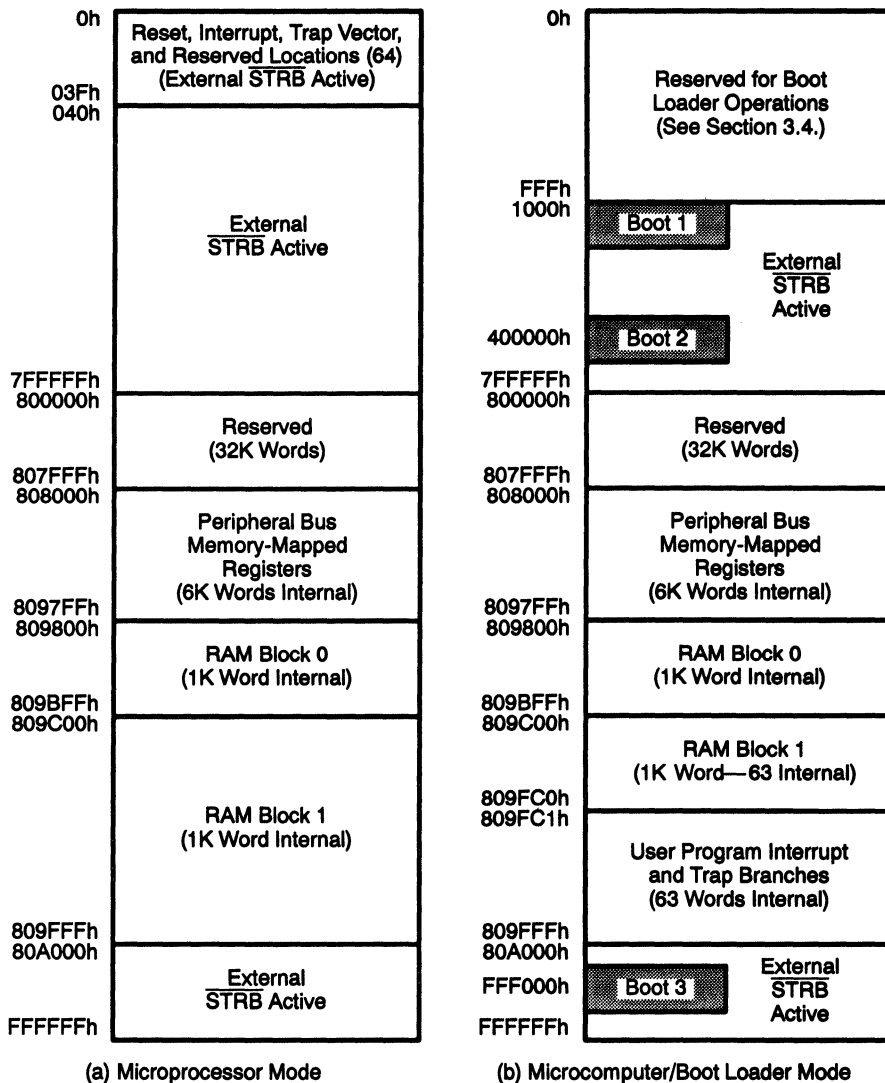 0h
Reset, Interrupt, Trap Vector,
and Reserved Locations (64)
(External STRB Active)
03Fh
040h
External
STRB Active
7FFFFFh
800000h
Reserved
(32K Words)
807FFFh
808000h
Peripheral Bus
Memory-Mapped
Registers
(6K Words Internal)
8097FFh
809800h
RAM Block 0
(1K Word Internal)
809BFFh
809C00h
RAM Block 1
(1K Word Internal)
809FFFh
80A000h
External
STRB Active
FFFFFFh
(a) Microprocessor Mode
0h
Reserved for Boot
Loader Operations
(See Section 3.4.)
FFFh
1000h
Boot 1
External
STRB
Active
400000h
Boot 2
7FFFFFh
800000h
Reserved
(32K Words)
807FFFh
808000h
Peripheral Bus
Memory-Mapped
Registers
(6K Words Internal)
8097FFh
809800h
RAM Block 0
(1K Word Internal)
809BFFh
809C00h
RAM Block 1
(1K Word—63 Internal)
809FC0h
809FC1h
User Program Interrupt
and Trap Branches
(63 Words Internal)
809FFFh
80A000h
FFF000h
Boot 3
External
STRB
Active
FFFFFFh
(b) Microcomputer/Boot Loader Mode